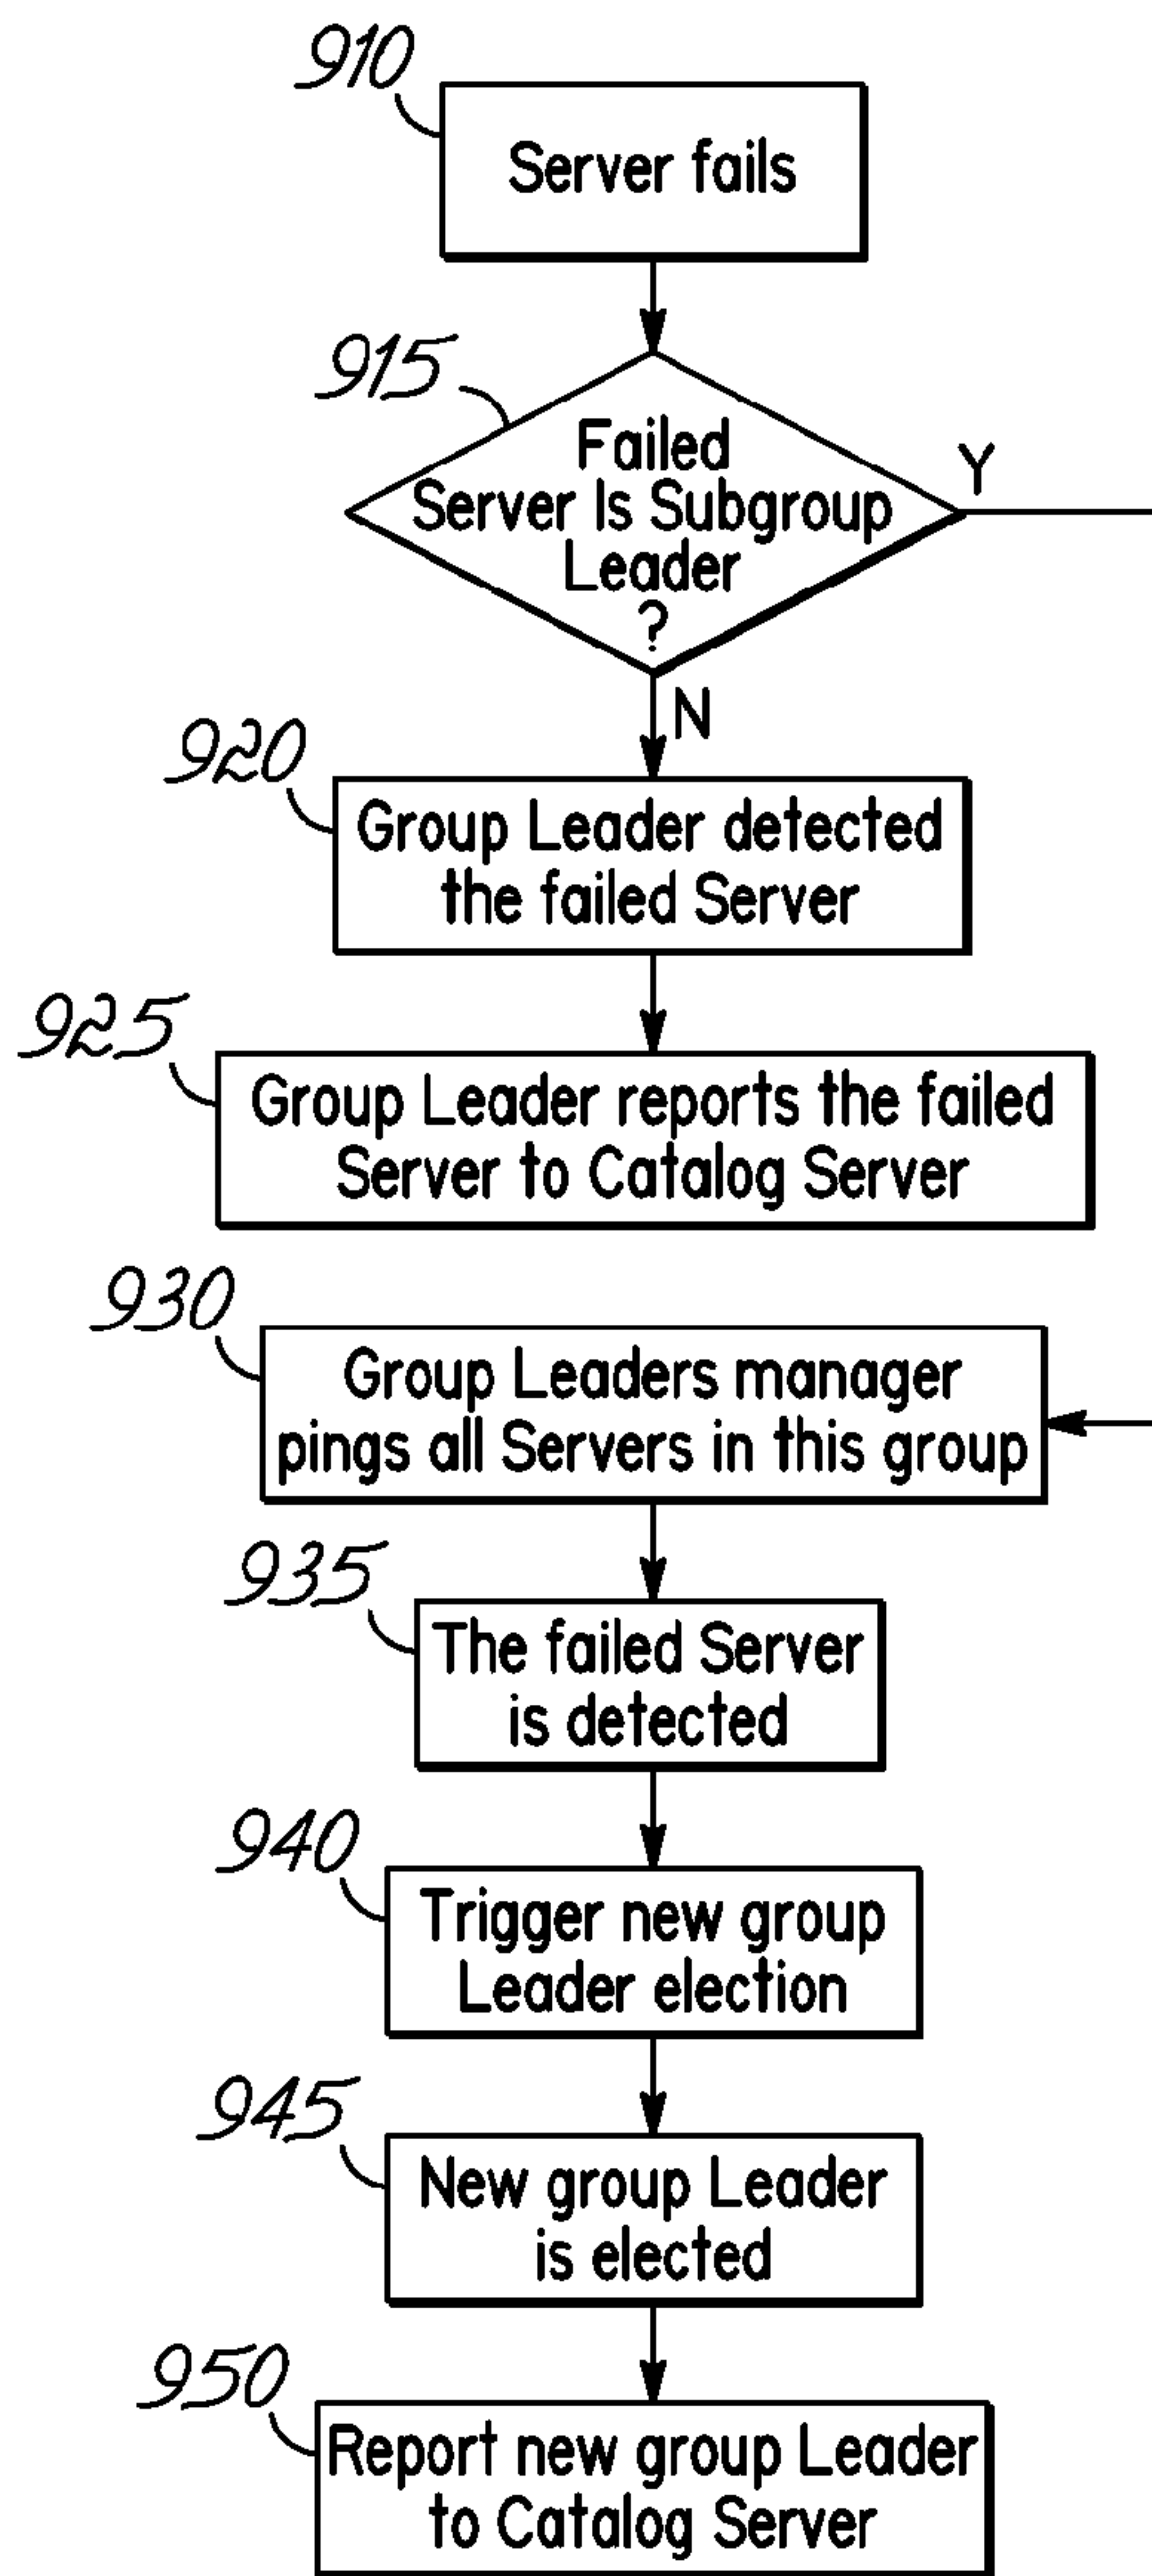 910
Server fails
915
Failed
Server Is Subgroup
Leader
?
Y
N
920
Group Leader detected
the failed Server
925
Group Leader reports the failed
Server to Catalog Server
930
Group Leaders manager
pings all Servers in this group
935
The failed Server
is detected
940
Trigger new group
Leader election
945
New group Leader
is elected
950
Report new group Leader
to Catalog Server